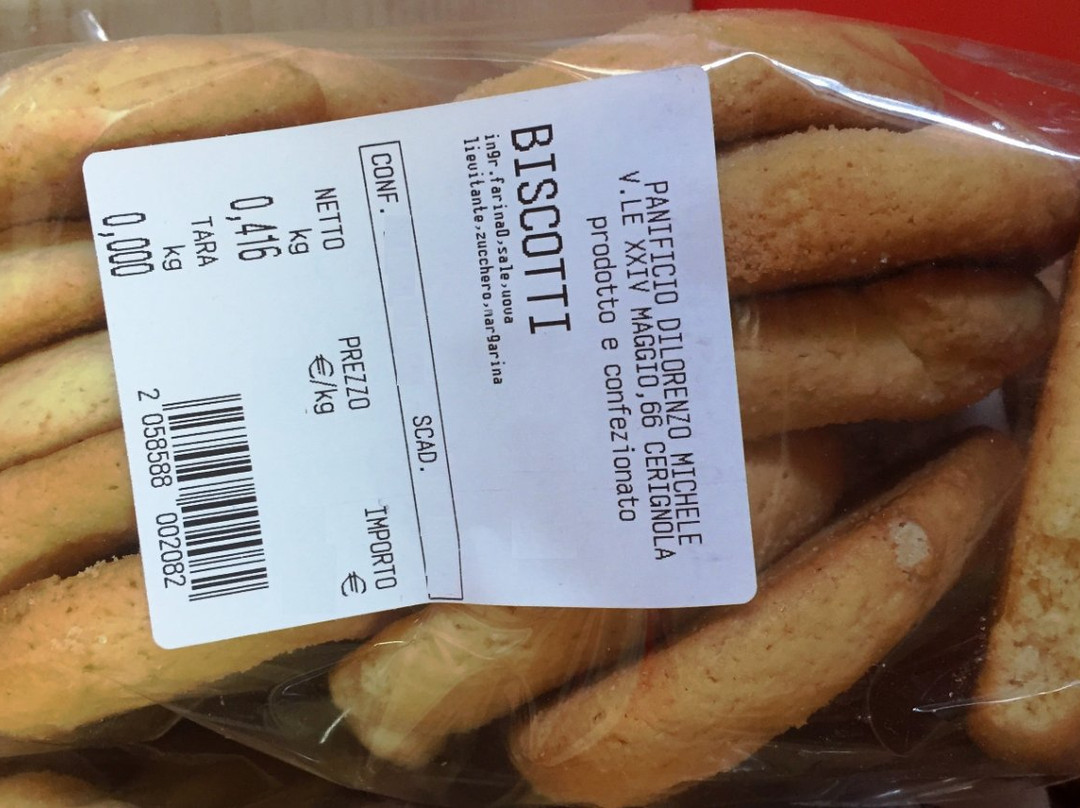 PANIFICIO DILORENZO MICHELE
V.LE XXIV MAGGIO,66 CERIGNOLA
prodotto e confezionato
BISCOTTI
ingr.farina0,sale,uova
lievitante,zucchero,margarina
CONF. SCAD.
NETTO PREZZO IMPORTO
kg €/kg €
0,416
TARA
kg
0,000
2 058588 002082